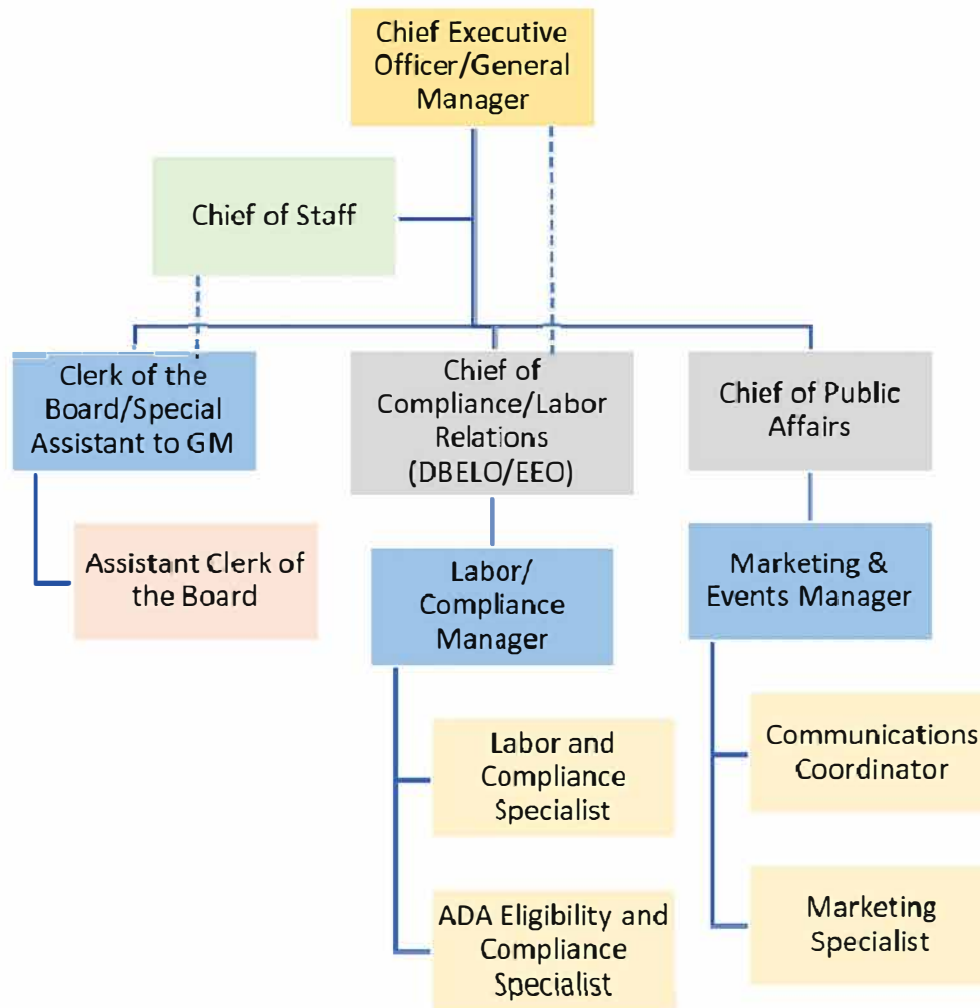 Chief Executive
Officer/General
Manager
Chief of Staff
Clerk of the
Board/Special
Assistant to GM
Chief of
Compliance/Labor
Relations
(DBELO/EEO)
Chief of Public
Affairs
Assistant Clerk of
the Board
Labor/
Compliance
Manager
Marketing &
Events Manager
Labor and
Compliance
Specialist
Communications
Coordinator
ADA Eligibility and
Compliance
Specialist
Marketing
Specialist